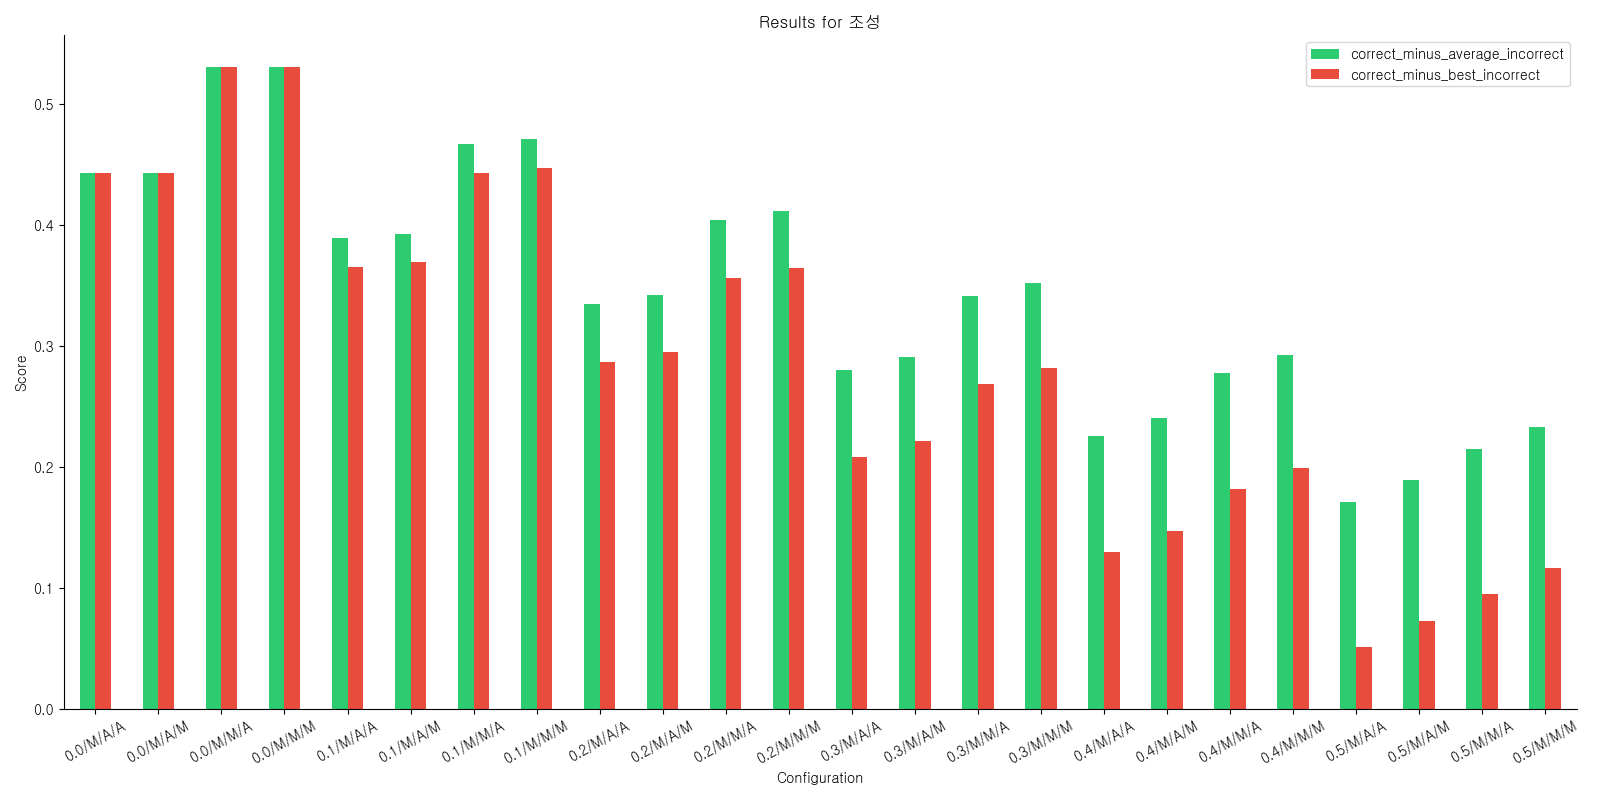 Results for 조성
correct_minus_average_incorrect
correct_minus_best_incorrect
Score
0.5
0.4
0.3
0.2
0.1
0.0
0.0/M/A/A
0.0/M/A/M
0.0/M/M/A
0.0/M/M/M
0.1/M/A/A
0.1/M/A/M
0.1/M/M/A
0.1/M/M/M
0.2/M/A/A
0.2/M/A/M
0.2/M/M/A
0.2/M/M/M
0.3/M/A/A
0.3/M/A/M
0.3/M/M/A
0.3/M/M/M
0.4/M/A/A
0.4/M/A/M
0.4/M/M/A
0.4/M/M/M
0.5/M/A/A
0.5/M/A/M
0.5/M/M/A
0.5/M/M/M
Configuration